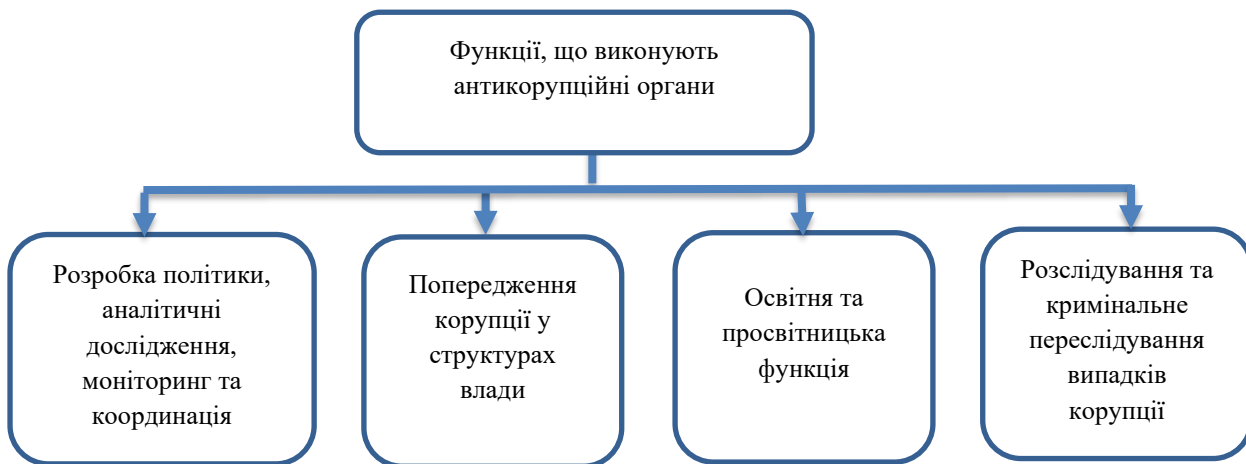 Функції, що виконують
антикорупційні органи
Розробка політики,
аналітичні
дослідження,
моніторинг та
координація
Попередження
корупції у
структурах
влади
Освітня та
просвітницька
функція
Розслідування та
кримінальне
переслідування
випадків
корупції